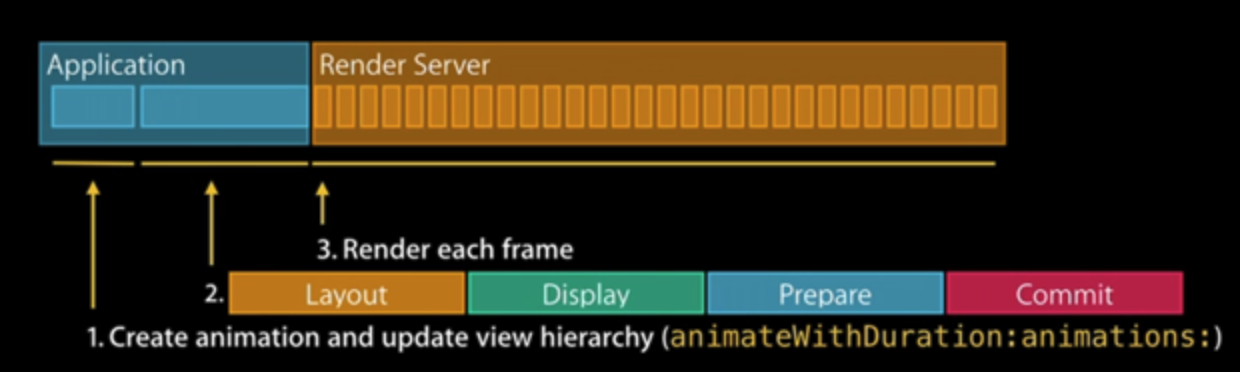 Application
Render Server
3. Render each frame
2. Layout Display Prepare Commit
1. Create animation and update view hierarchy (animateWithDuration:animations:)